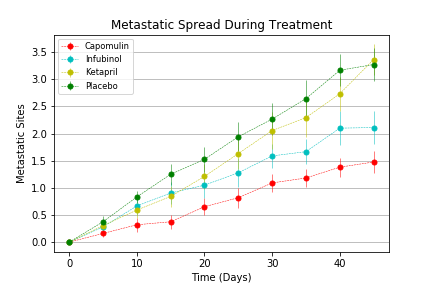 Metastatic Spread During Treatment
Capomulin
Infubinol
Ketapril
Placebo
Metastatic Sites
3.5
3.0
2.5
2.0
1.5
1.0
0.5
0.0
0 10 20 30 40
Time (Days)